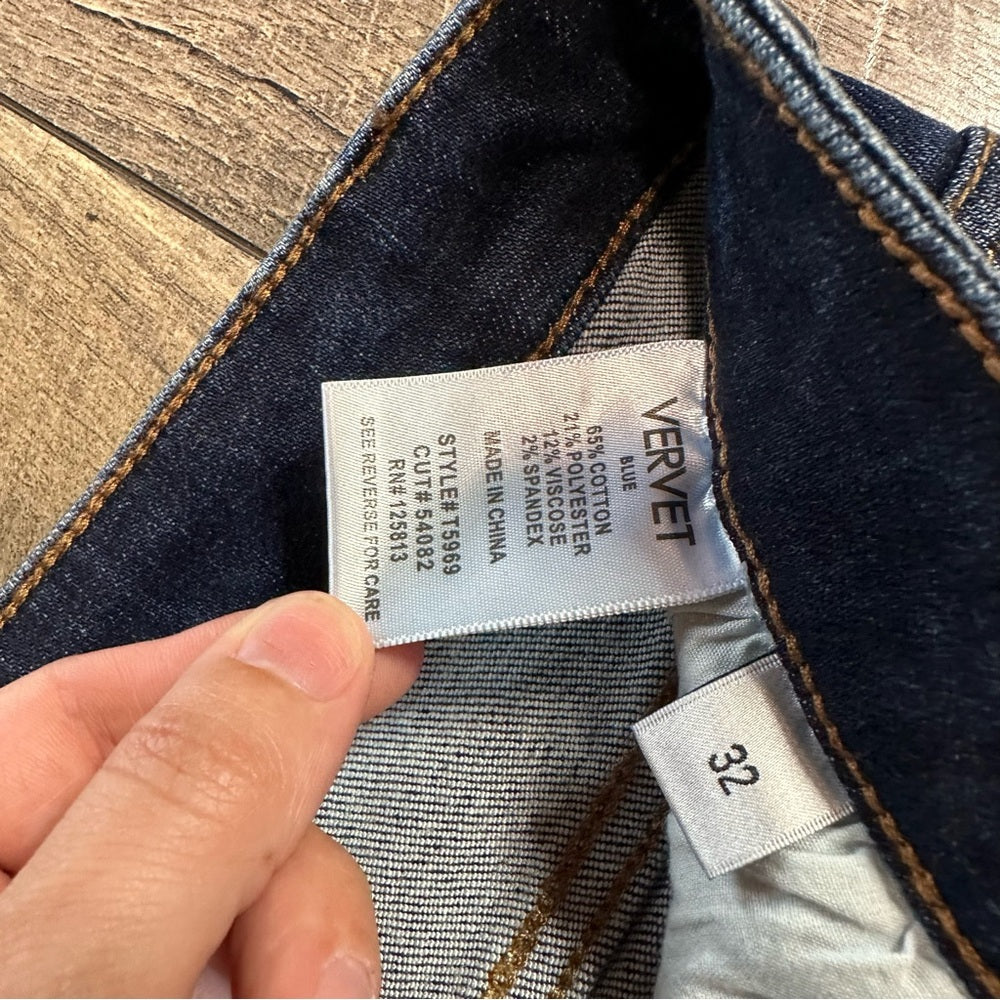 VERVET
BLUE
65% COTTON
21% POLYESTER
12% VISCOSE
2% SPANDEX
MADE IN CHINA
STYLE# T5969
CUT# 54082
RN# 125813
SEE REVERSE FOR CARE
32